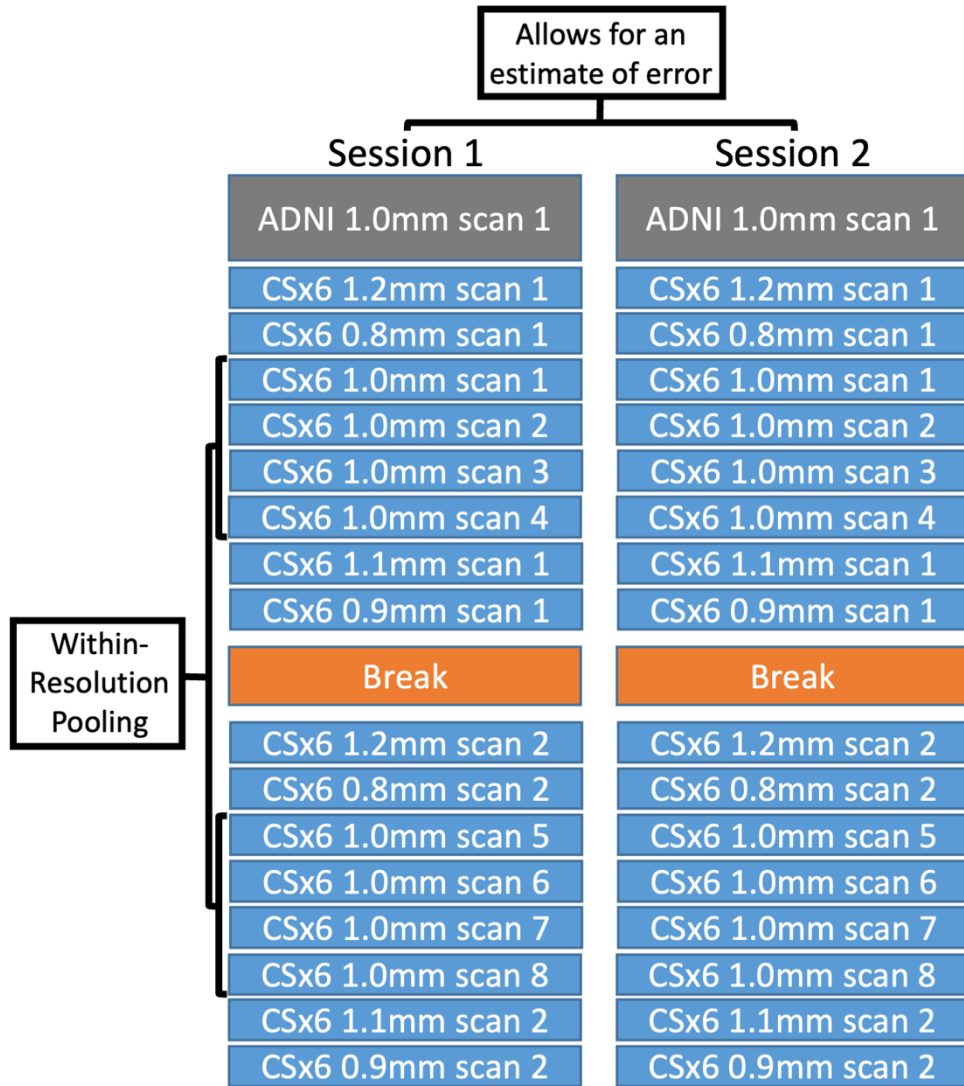 Allows for an
estimate of error
Session 1
Session 2
ADNI 1.0mm scan 1
ADNI 1.0mm scan 1
CSx6 1.2mm scan 1
CSx6 1.2mm scan 1
CSx6 0.8mm scan 1
CSx6 0.8mm scan 1
CSx6 1.0mm scan 1
CSx6 1.0mm scan 1
CSx6 1.0mm scan 2
CSx6 1.0mm scan 2
CSx6 1.0mm scan 3
CSx6 1.0mm scan 3
CSx6 1.0mm scan 4
CSx6 1.0mm scan 4
CSx6 1.1mm scan 1
CSx6 1.1mm scan 1
CSx6 0.9mm scan 1
CSx6 0.9mm scan 1
Within-
Resolution
Pooling
Break
Break
CSx6 1.2mm scan 2
CSx6 1.2mm scan 2
CSx6 0.8mm scan 2
CSx6 0.8mm scan 2
CSx6 1.0mm scan 5
CSx6 1.0mm scan 5
CSx6 1.0mm scan 6
CSx6 1.0mm scan 6
CSx6 1.0mm scan 7
CSx6 1.0mm scan 7
CSx6 1.0mm scan 8
CSx6 1.0mm scan 8
CSx6 1.1mm scan 2
CSx6 1.1mm scan 2
CSx6 0.9mm scan 2
CSx6 0.9mm scan 2